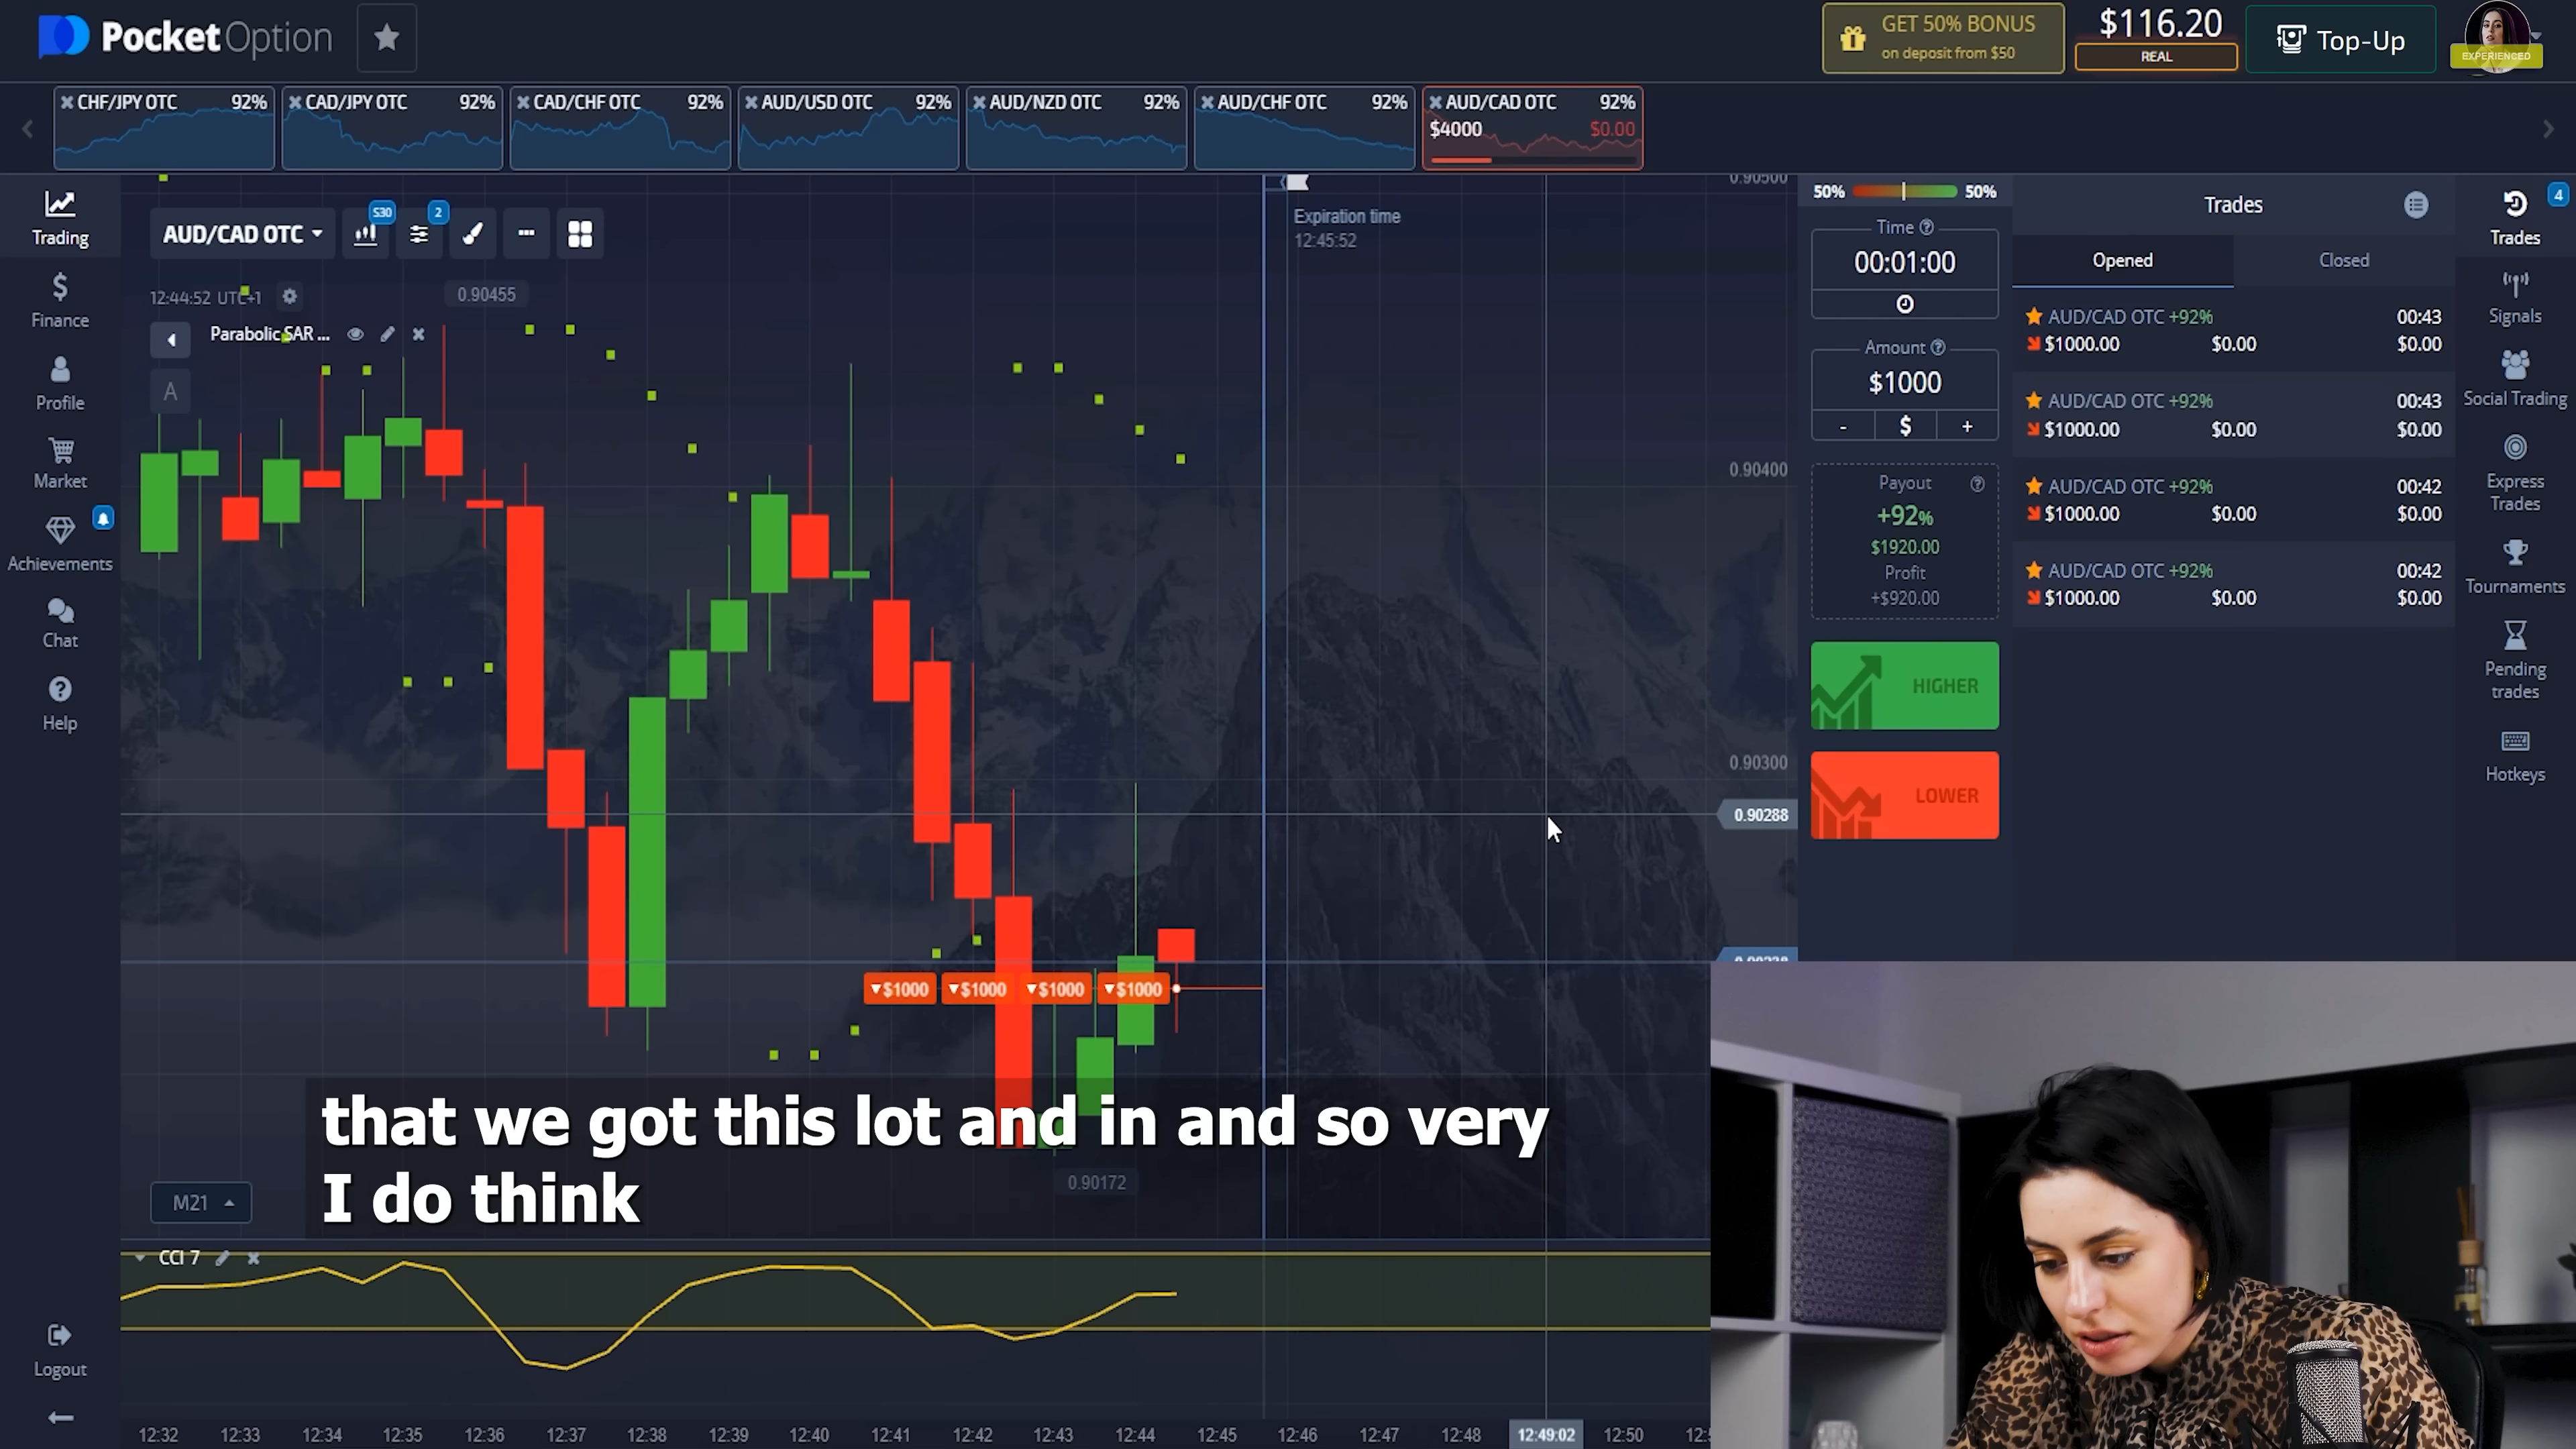 PocketOption
GET 50% BONUS
on deposit from $50
$116.20
REAL
Top-Up
EXPERIENCED
CHF/JPY OTC 92%
CAD/JPY OTC 92%
CAD/CHF OTC 92%
AUD/USD OTC 92%
AUD/NZD OTC 92%
AUD/CHF OTC 92%
AUD/CAD OTC 92%
$4000 $0.00
Trading
Finance
Profile
Market
Achievements
Chat
Help
Logout
AUD/CAD OTC
S30
2
12:44:52 UTC+1
0.90455
Parabolic SAR ...
A
Expiration time
12:45:52
0.90500
0.90400
0.90300
0.90288
$1000 $1000 $1000 $1000
0.90172
M21
that we got this lot and in and so very
I do think
CCI 7
12:32 12:33 12:34 12:35 12:36 12:37 12:38 12:39 12:40 12:41 12:42 12:43 12:44 12:45 12:46 12:47 12:48 12:49:02 12:50
50% 50%
Time
00:01:00
Amount
$1000
- $ +
Payout
+92%
$1920.00
Profit
+$920.00
HIGHER
LOWER
Trades
Opened Closed
AUD/CAD OTC +92% 00:43
$1000.00 $0.00 $0.00
AUD/CAD OTC +92% 00:43
$1000.00 $0.00 $0.00
AUD/CAD OTC +92% 00:42
$1000.00 $0.00 $0.00
AUD/CAD OTC +92% 00:42
$1000.00 $0.00 $0.00
4
Trades
Signals
Social Trading
Express
Trades
Tournaments
Pending
trades
Hotkeys